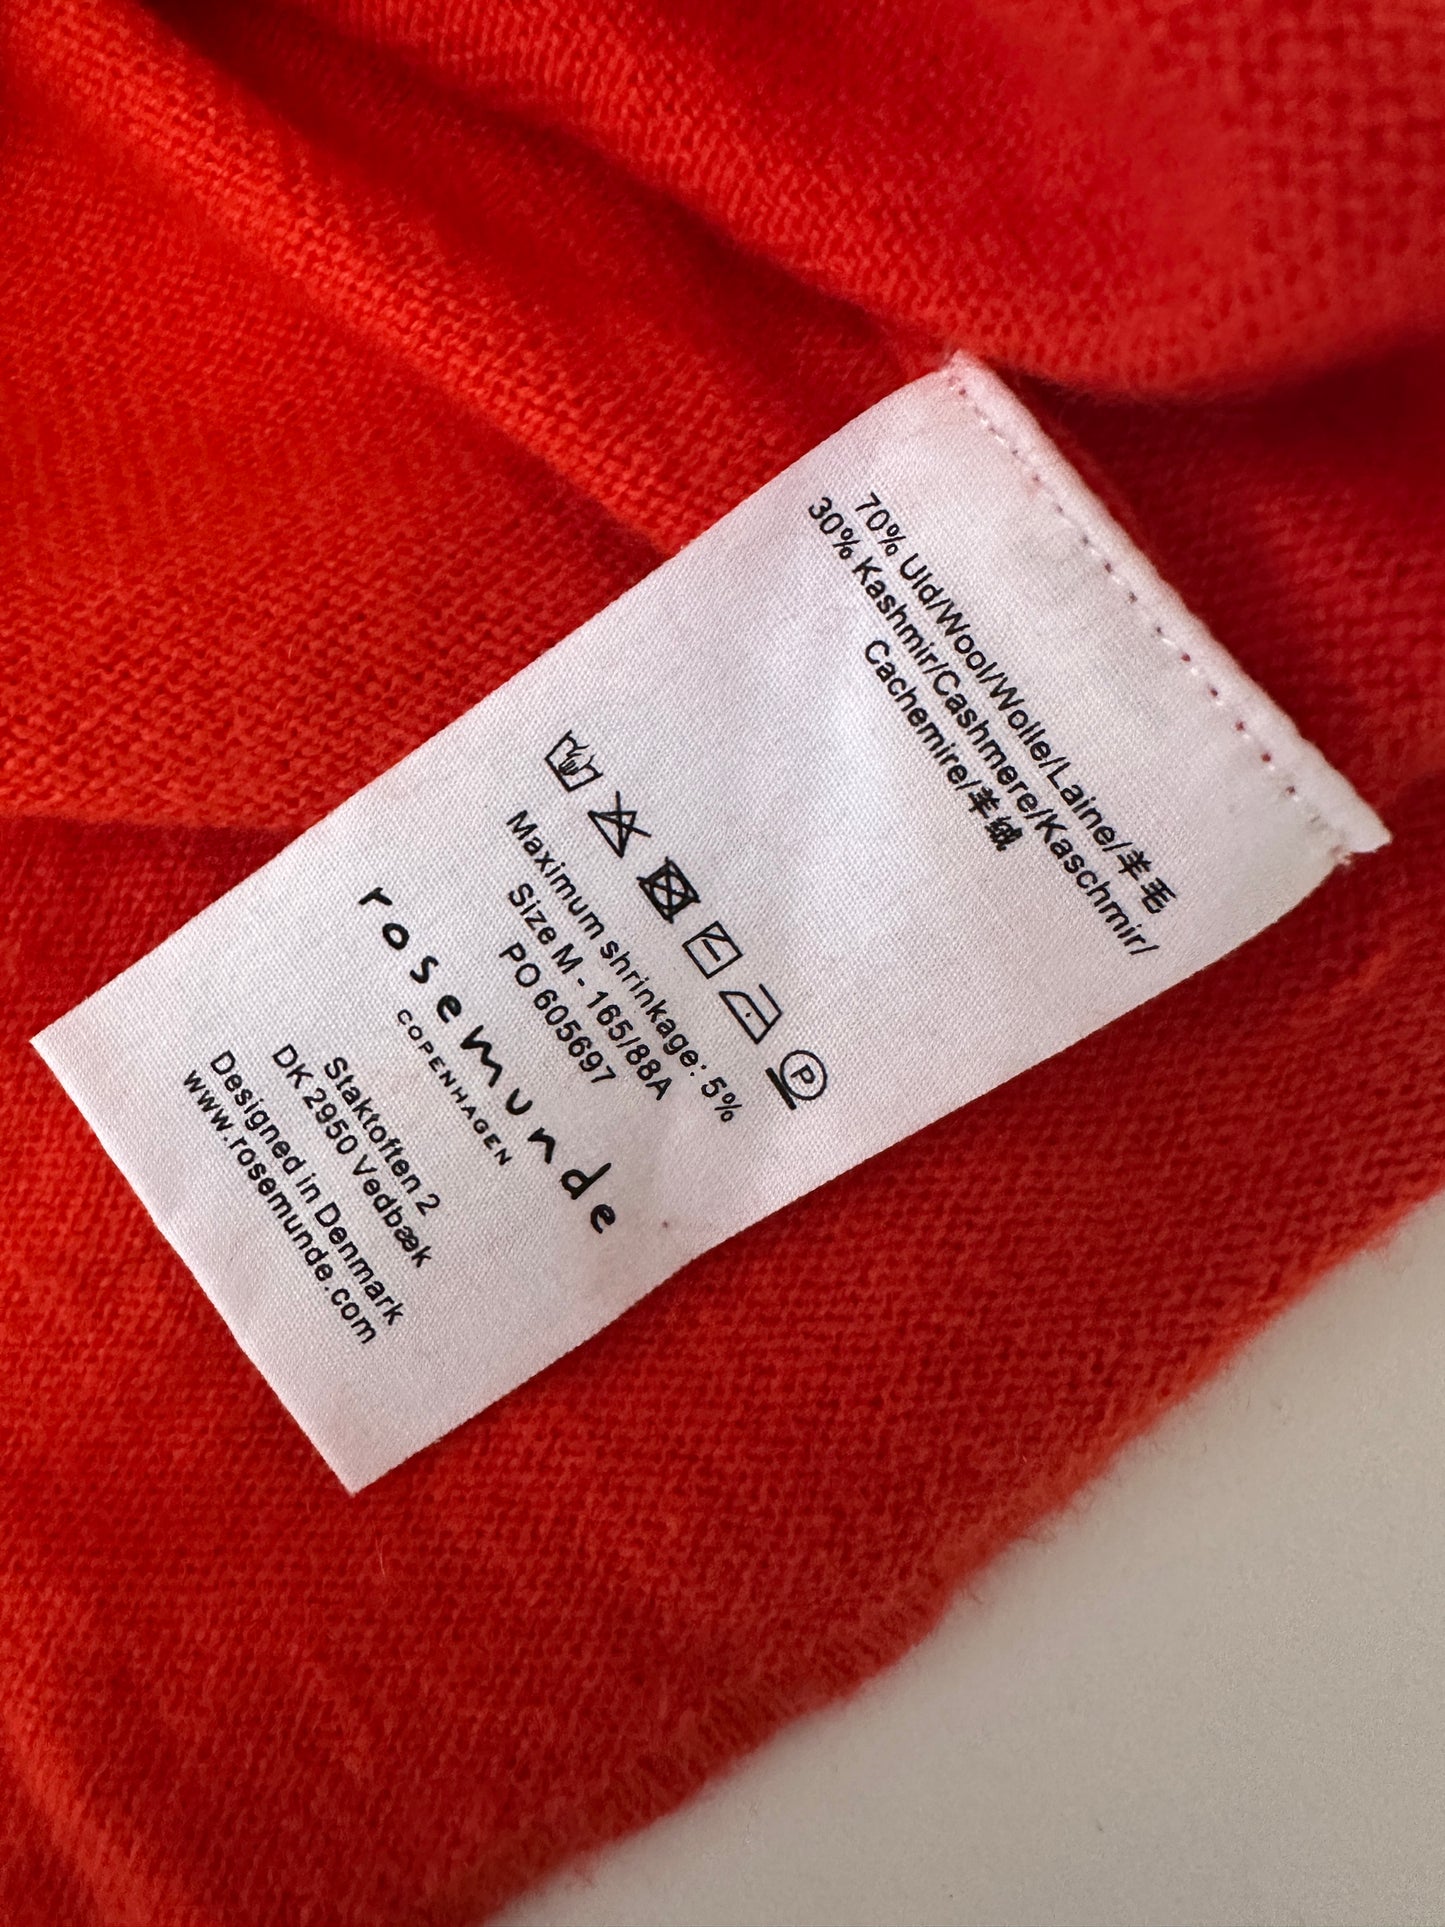 70% Uld/Wool/Wolle/Laine/羊毛
30% Kashmir/Cashmere/Kaschmir/
Cachemire/羊绒
P
Maximum shrinkage: 5%
Size M - 165/88A
PO 605697
rosemunde
COPENHAGEN
Staktoften 2
DK 2950 Vedbæk
Designed in Denmark
www.rosemunde.com